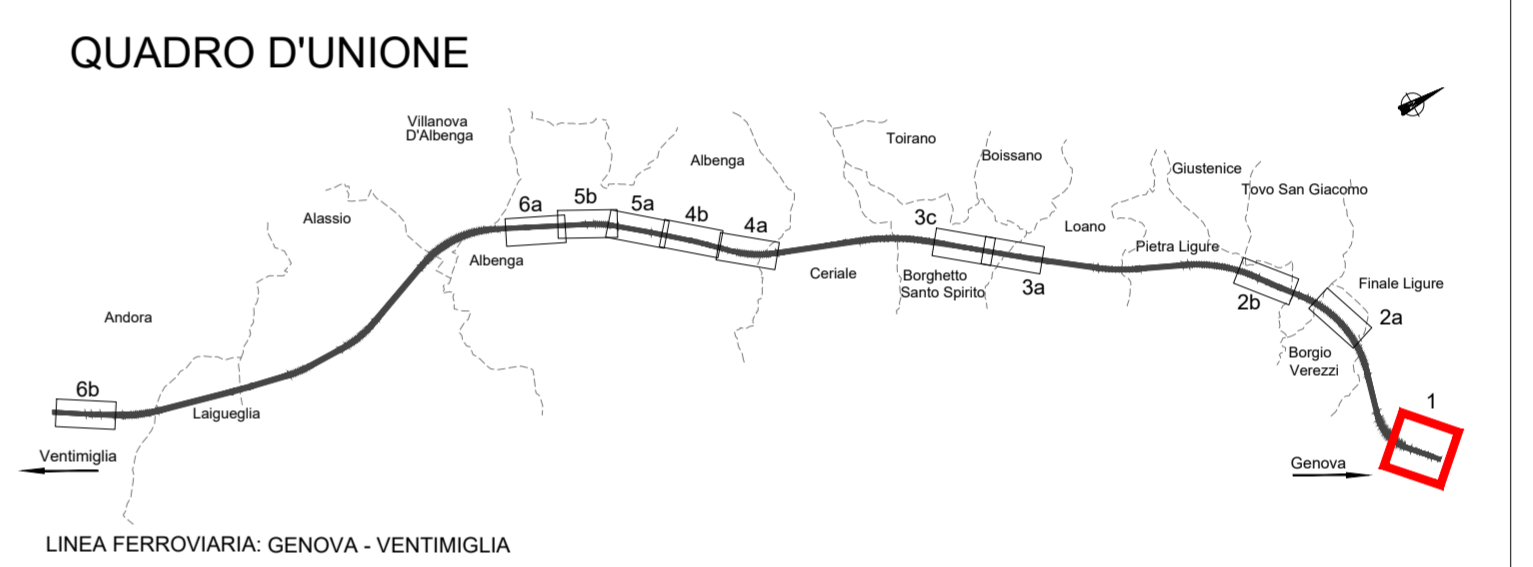 QUADRO D'UNIONE
Villanova
D'Albenga
Toirano
Albenga
Boissano
Giustenice
Tovo San Giacomo
Alassio
6a
5b
5a
4b
4a
3c
Loano
Pietra Ligure
Albenga
Ceriale
Borghetto
Santo Spirito
3a
2b
Finale Ligure
2a
Andora
Borgio
Verezzi
6b
Laigueglia
1
Ventimiglia
Genova
LINEA FERROVIARIA: GENOVA - VENTIMIGLIA